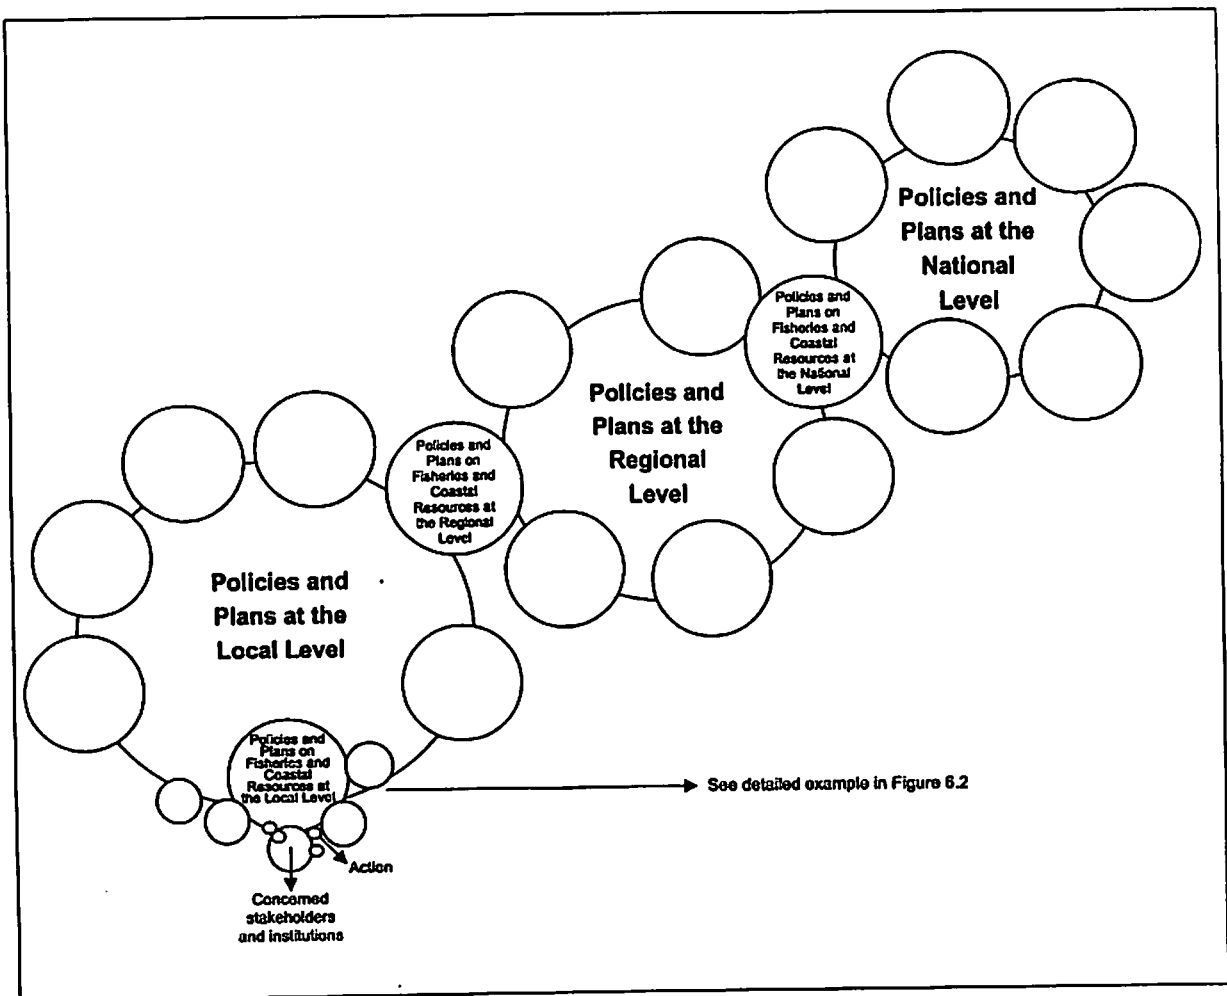 Policies and
Plans at the
National
Level
Policies and
Plans on
Fisheries and
Coastal
Resources at
the National
Level
Policies and
Plans at the
Regional
Level
Policies and
Plans on
Fisheries and
Coastal
Resources at
the Regional
Level
Policies and
Plans at the
Local Level
Policies and
Plans on
Fisheries and
Coastal
Resources at
the Local Level
See detailed example in Figure 6.2
Action
Concerned
stakeholders
and institutions